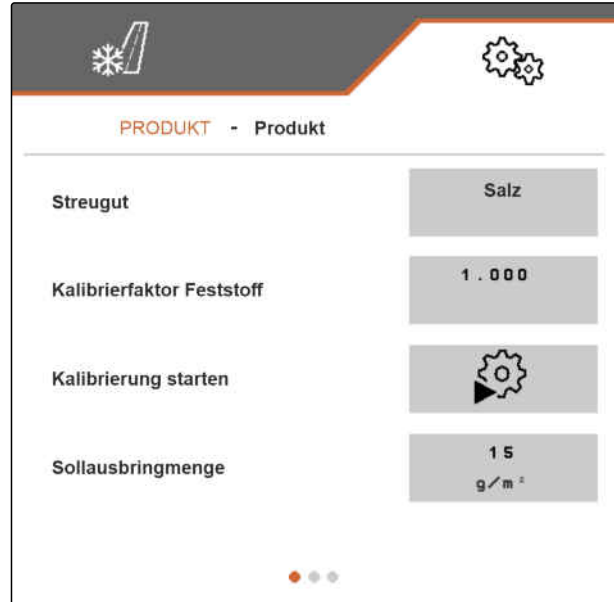 PRODUKT - Produkt
Streugut
Salz
Kalibrierfaktor Feststoff
1.000
Kalibrierung starten
Sollausbringmenge
15
g/m²